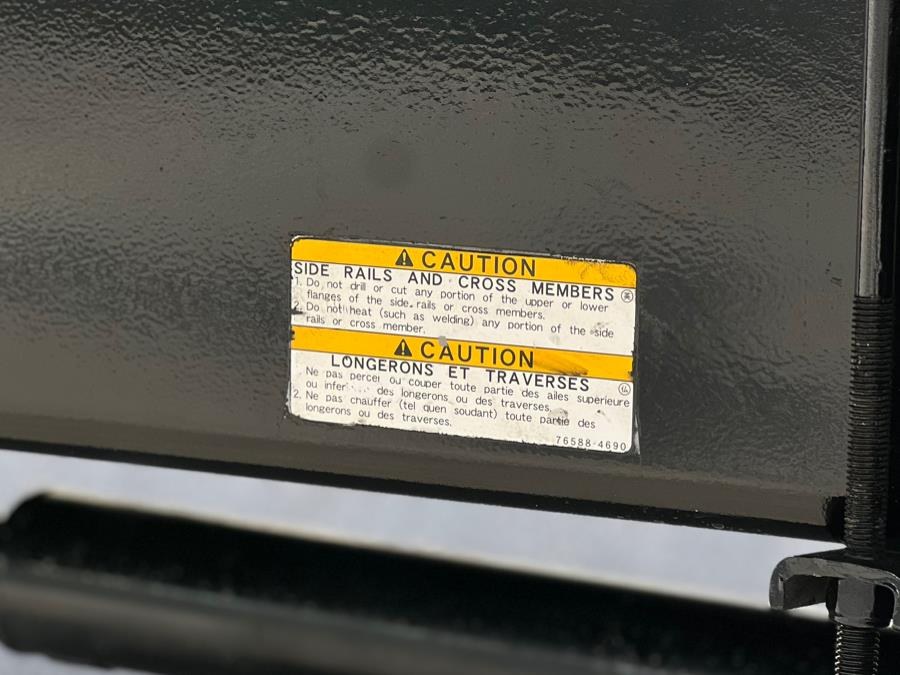 ⚠ CAUTION
SIDE RAILS AND CROSS MEMBERS
1. Do not drill or cut any portion of the upper or lower
flanges of the side rails or cross members.
2. Do not heat (such as welding) any portion of the side
rails or cross member.
⚠ CAUTION
LONGERONS ET TRAVERSES
Ne pas percer ou couper toute partie des ailes superieure
ou des longerons ou des traverses.
2. Ne pas chauffer (tel quen soudant) toute partie des
longerons ou des traverses.
76588-4690